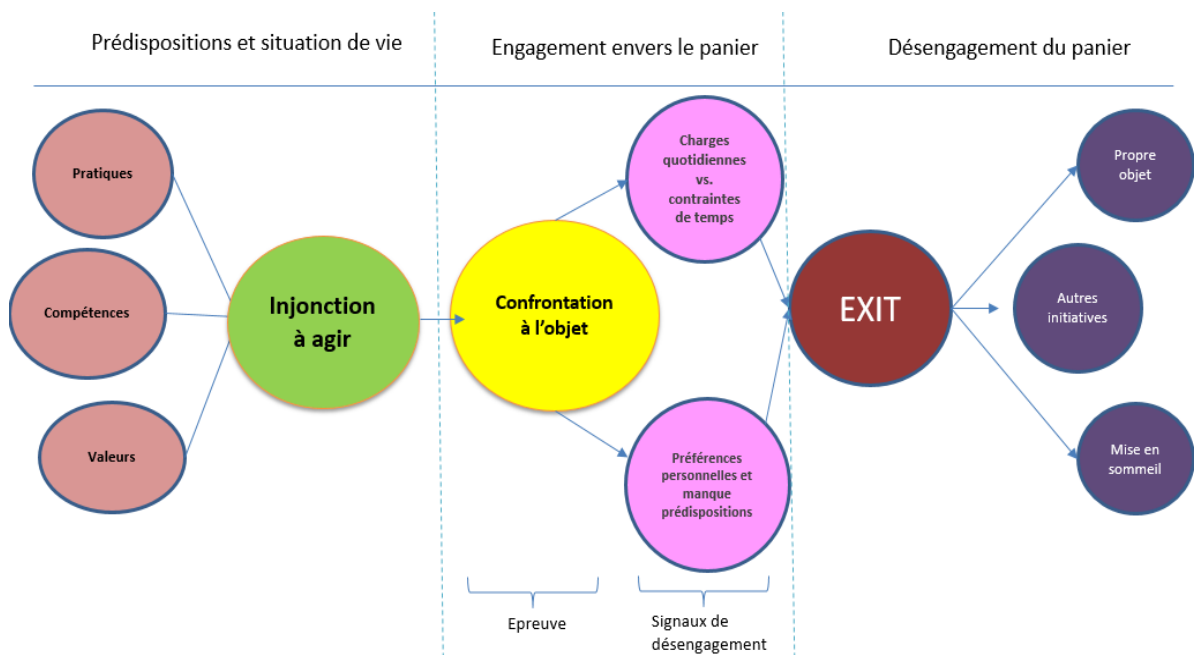 Prédispositions et situation de vie
Engagement envers le panier
Désengagement du panier
Pratiques
Compétences
Valeurs
Injonction
à agir
Confrontation
à l'objet
Charges
quotidiennes
vs.
contraintes
de temps
Préférences
personnelles et
manque
prédispositions
Epreuve
Signaux de
désengagement
EXIT
Propre
objet
Autres
initiatives
Mise en
sommeil